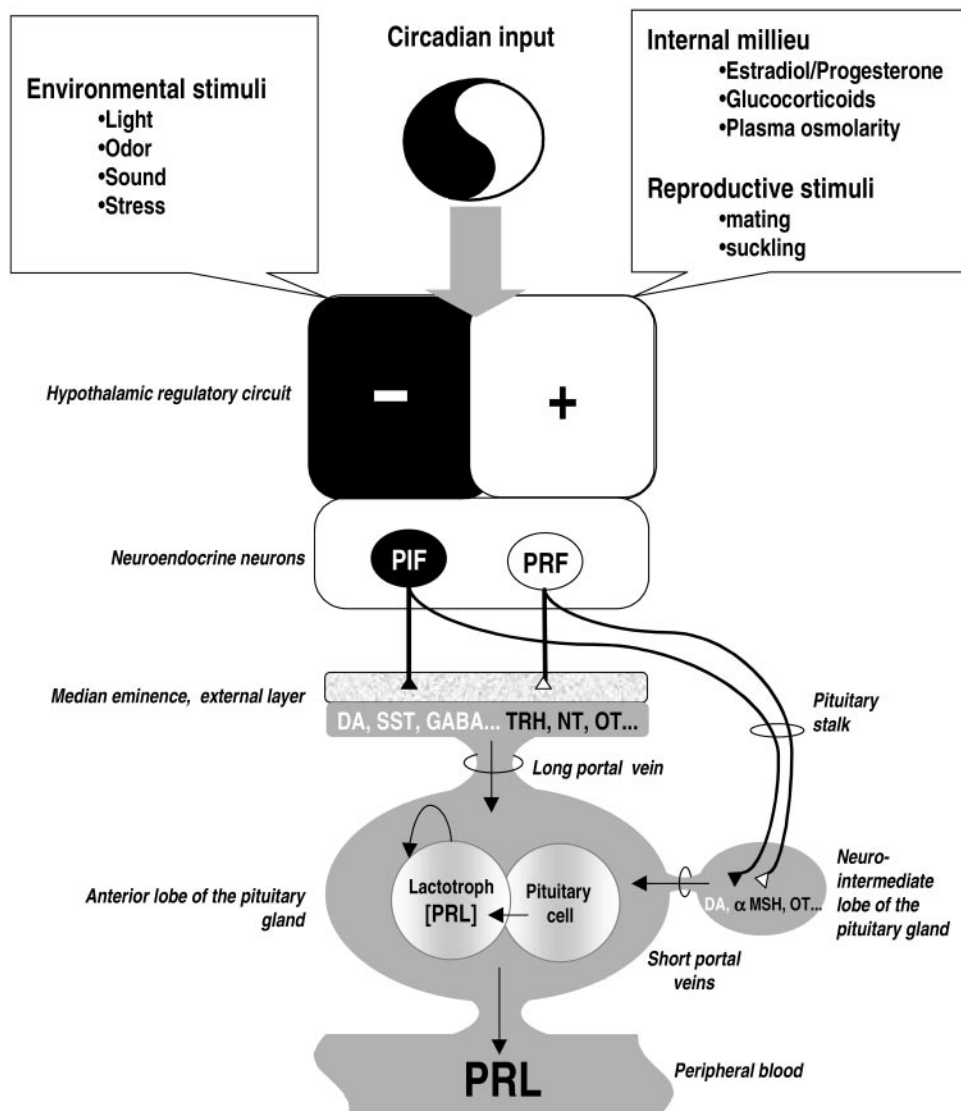 Circadian input
Environmental stimuli
•Light
•Odor
•Sound
•Stress
Internal millieu
•Estradiol/Progesterone
•Glucocorticoids
•Plasma osmolarity
Reproductive stimuli
•mating
•suckling
Hypothalamic regulatory circuit
−
+
Neuroendocrine neurons
PIF
PRF
Median eminence, external layer
DA, SST, GABA... TRH, NT, OT...
Pituitary
stalk
Long portal vein
Anterior lobe of the pituitary
gland
Lactotroph
[PRL]
Pituitary
cell
DA, α MSH, OT...
Neuro-
intermediate
lobe of the
pituitary gland
Short portal
veins
PRL
Peripheral blood